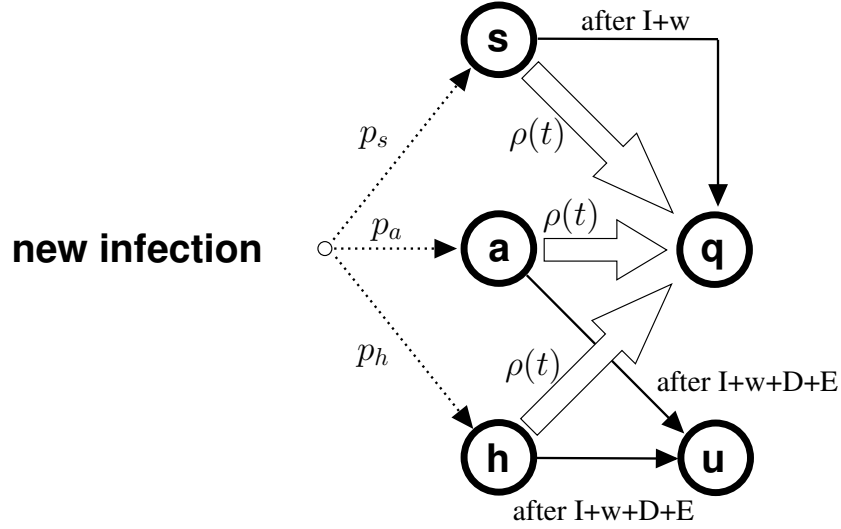 s
after I+w
ρ(t)
p_s
new infection
p_a
a
ρ(t)
q
p_h
ρ(t)
after I+w+D+E
h
u
after I+w+D+E